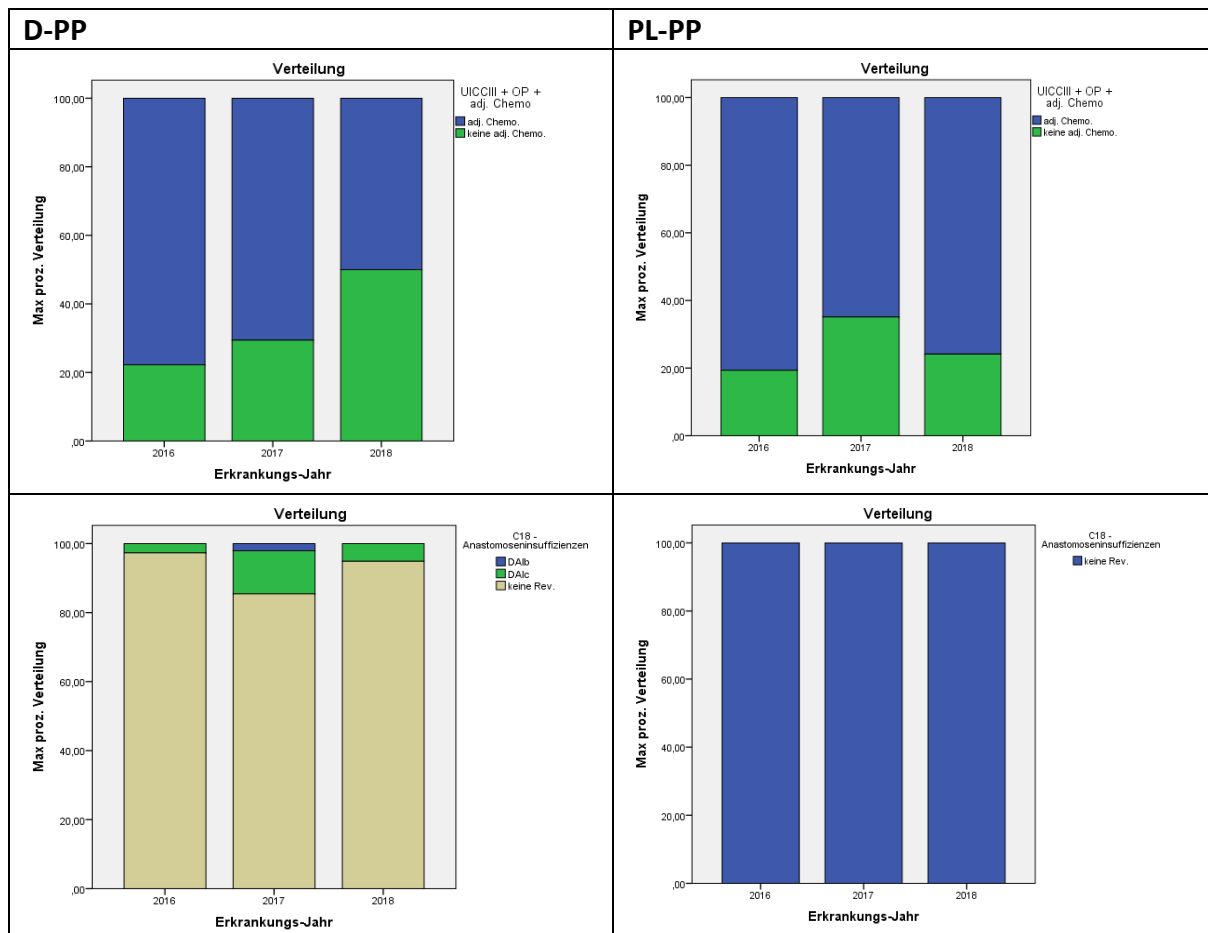 D-PP
PL-PP
Verteilung
UICCIII + OP +
adj. Chemo
adj. Chemo.
keine adj. Chemo.
Max proz. Verteilung
100,00
80,00
60,00
40,00
20,00
,00
2016
2017
2018
Erkrankungs-Jahr
Verteilung
UICCIII + OP +
adj. Chemo
adj. Chemo.
keine adj. Chemo.
Max proz. Verteilung
100,00
80,00
60,00
40,00
20,00
,00
2016
2017
2018
Erkrankungs-Jahr
Verteilung
C18 -
Anastomoseninsuffizienzen
DAIb
DAIc
keine Rev.
Max proz. Verteilung
100,00
80,00
60,00
40,00
20,00
,00
2016
2017
2018
Erkrankungs-Jahr
Verteilung
C18 -
Anastomoseninsuffizienzen
keine Rev.
Max proz. Verteilung
100,00
80,00
60,00
40,00
20,00
,00
2016
2017
2018
Erkrankungs-Jahr